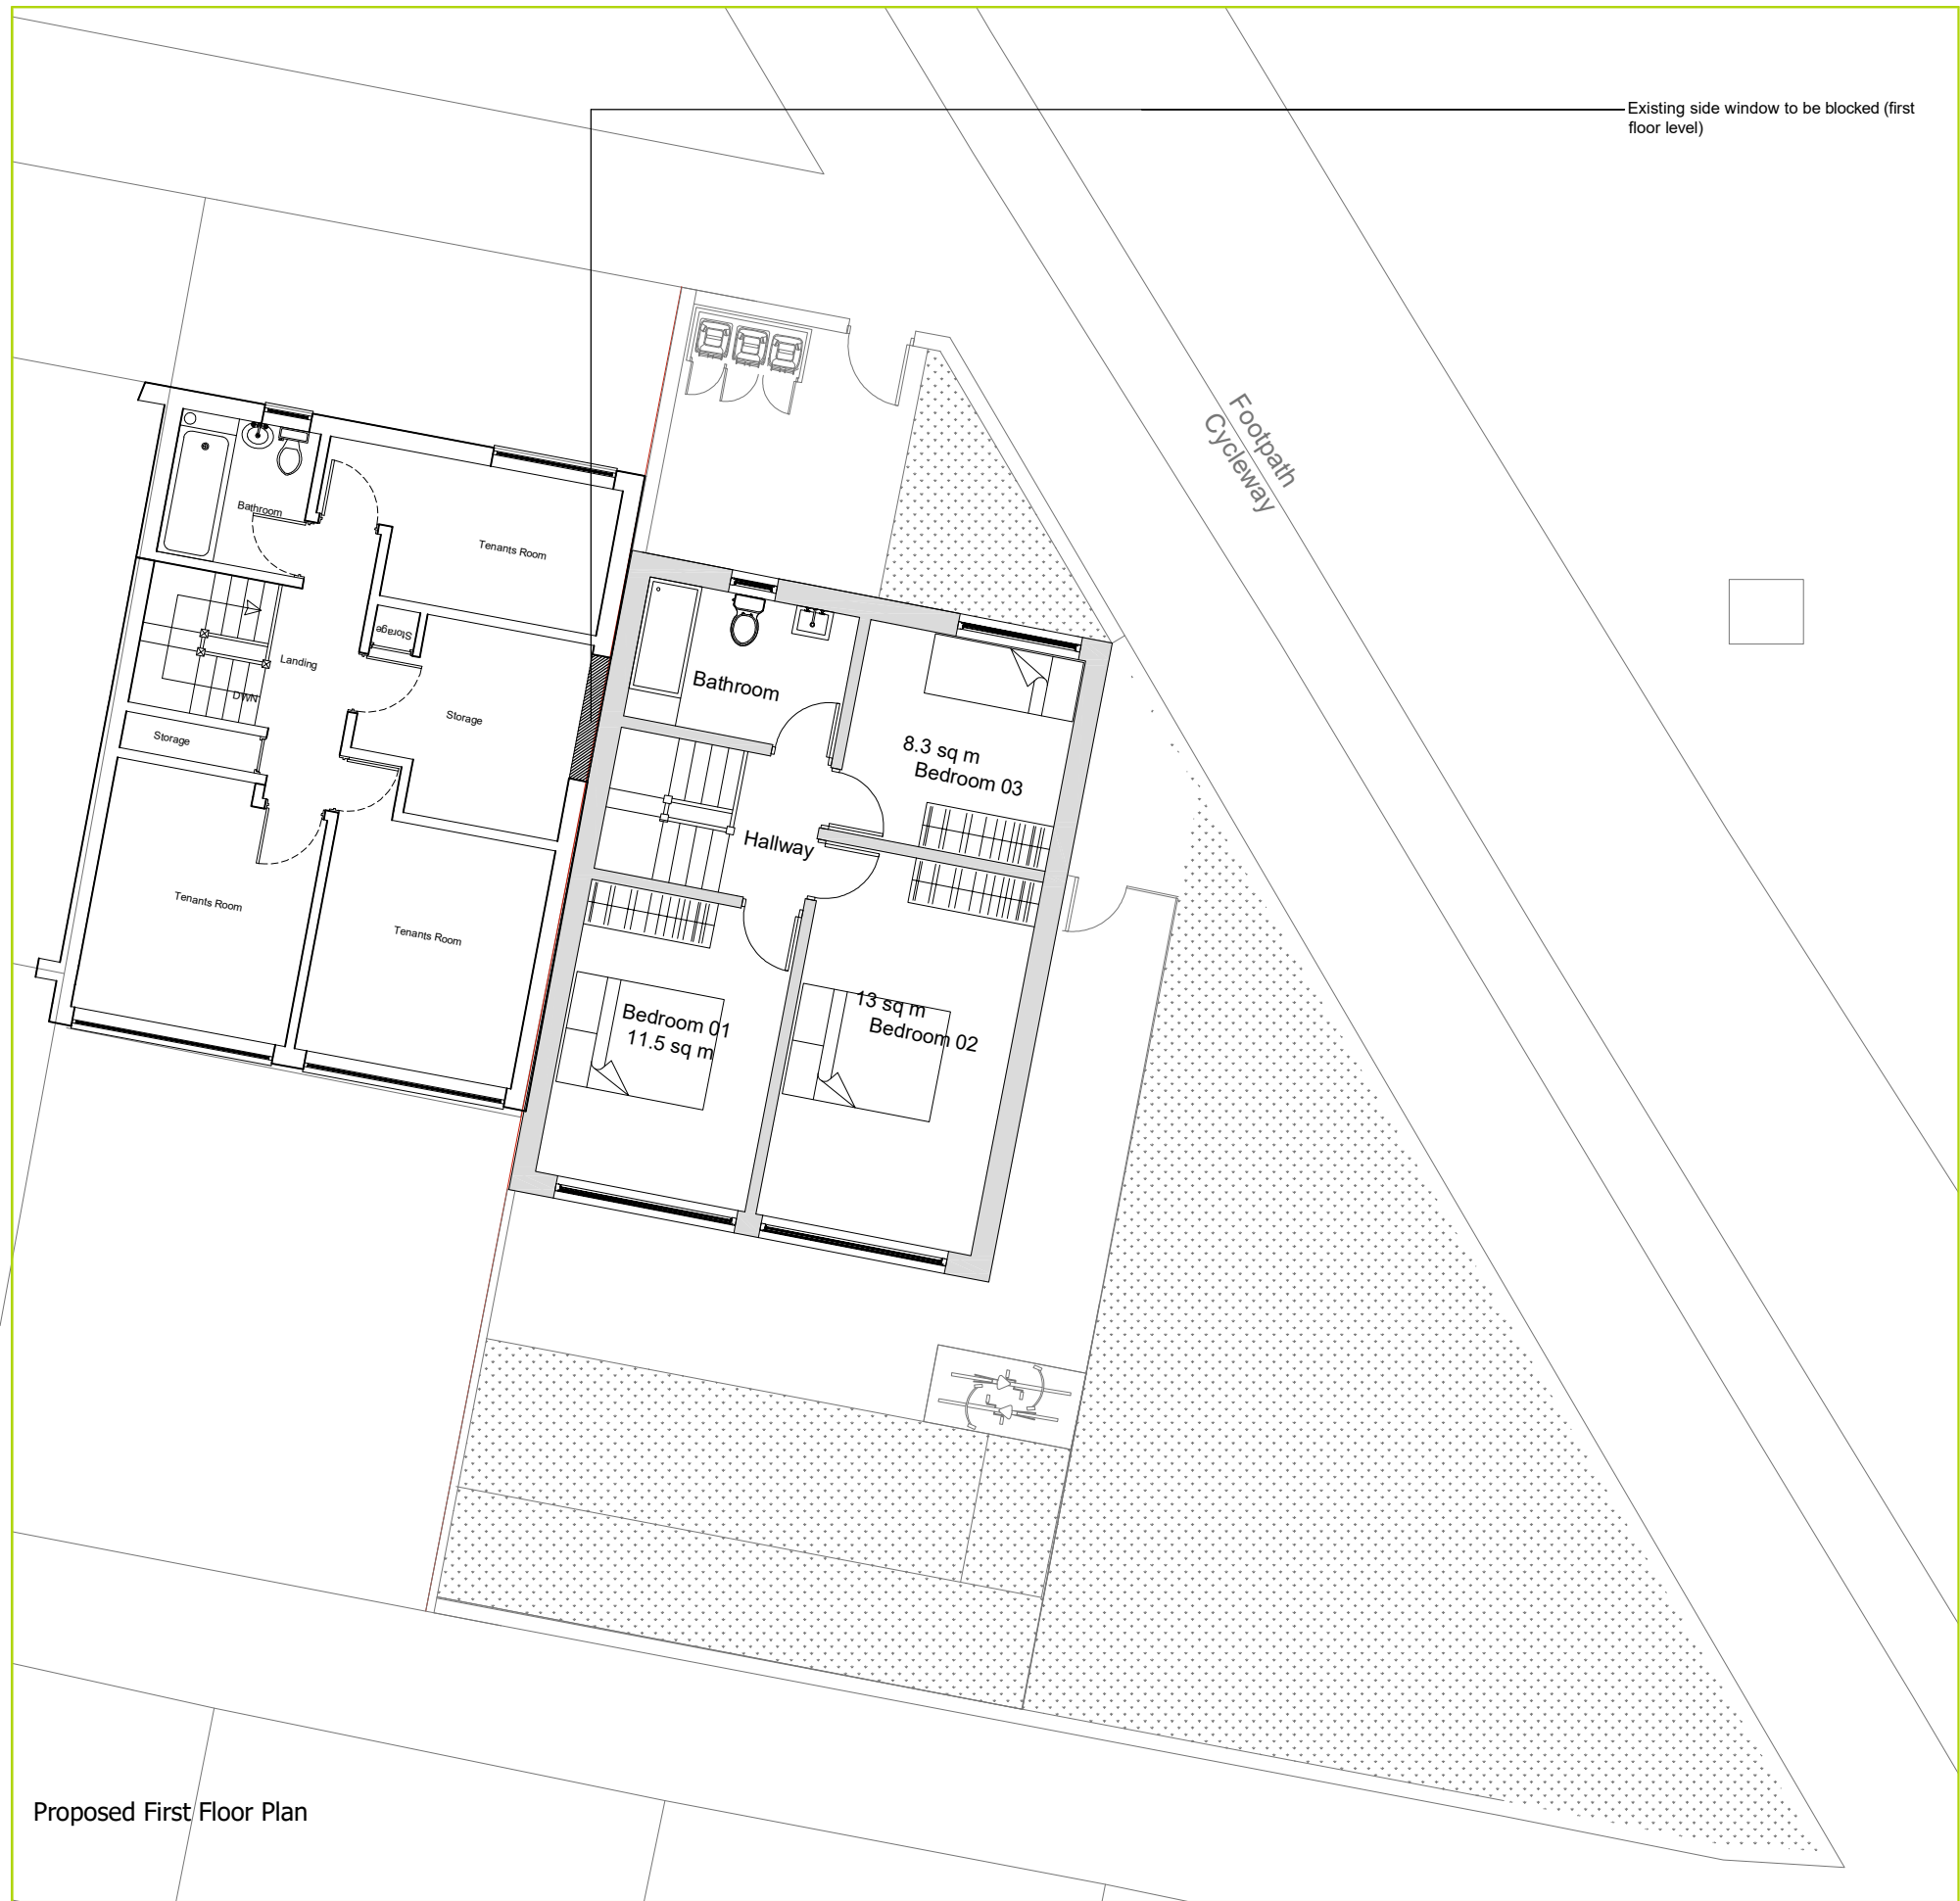 Existing side window to be blocked (first
floor level)
Footpath
Cycleway
Bathroom
Tenants Room
Storage
Landing
DWN
Storage
Storage
Tenants Room
Tenants Room
Bathroom
8.3 sq m
Bedroom 03
Hallway
Bedroom 01
11.5 sq m
13 sq m
Bedroom 02
Proposed First Floor Plan